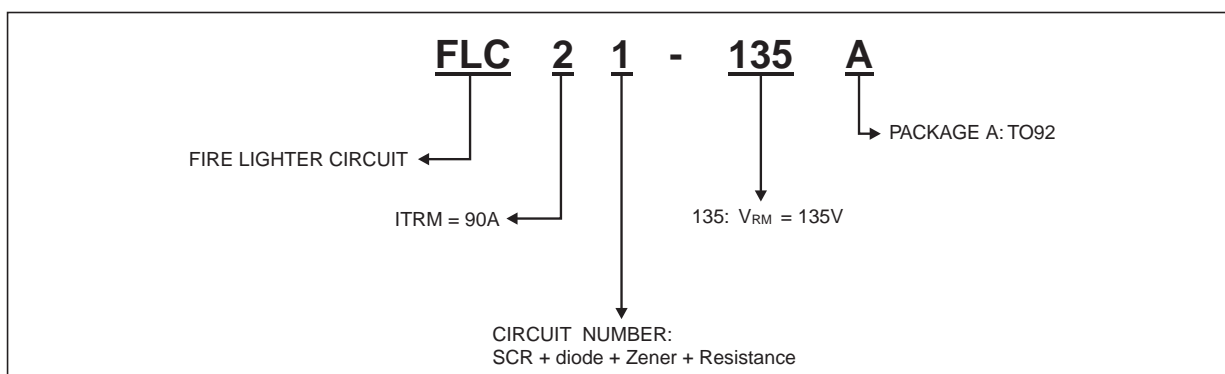 FLC 2 1 - 135 A
PACKAGE A: TO92
FIRE LIGHTER CIRCUIT
ITRM = 90A
135: VRM = 135V
CIRCUIT NUMBER:
SCR + diode + Zener + Resistance